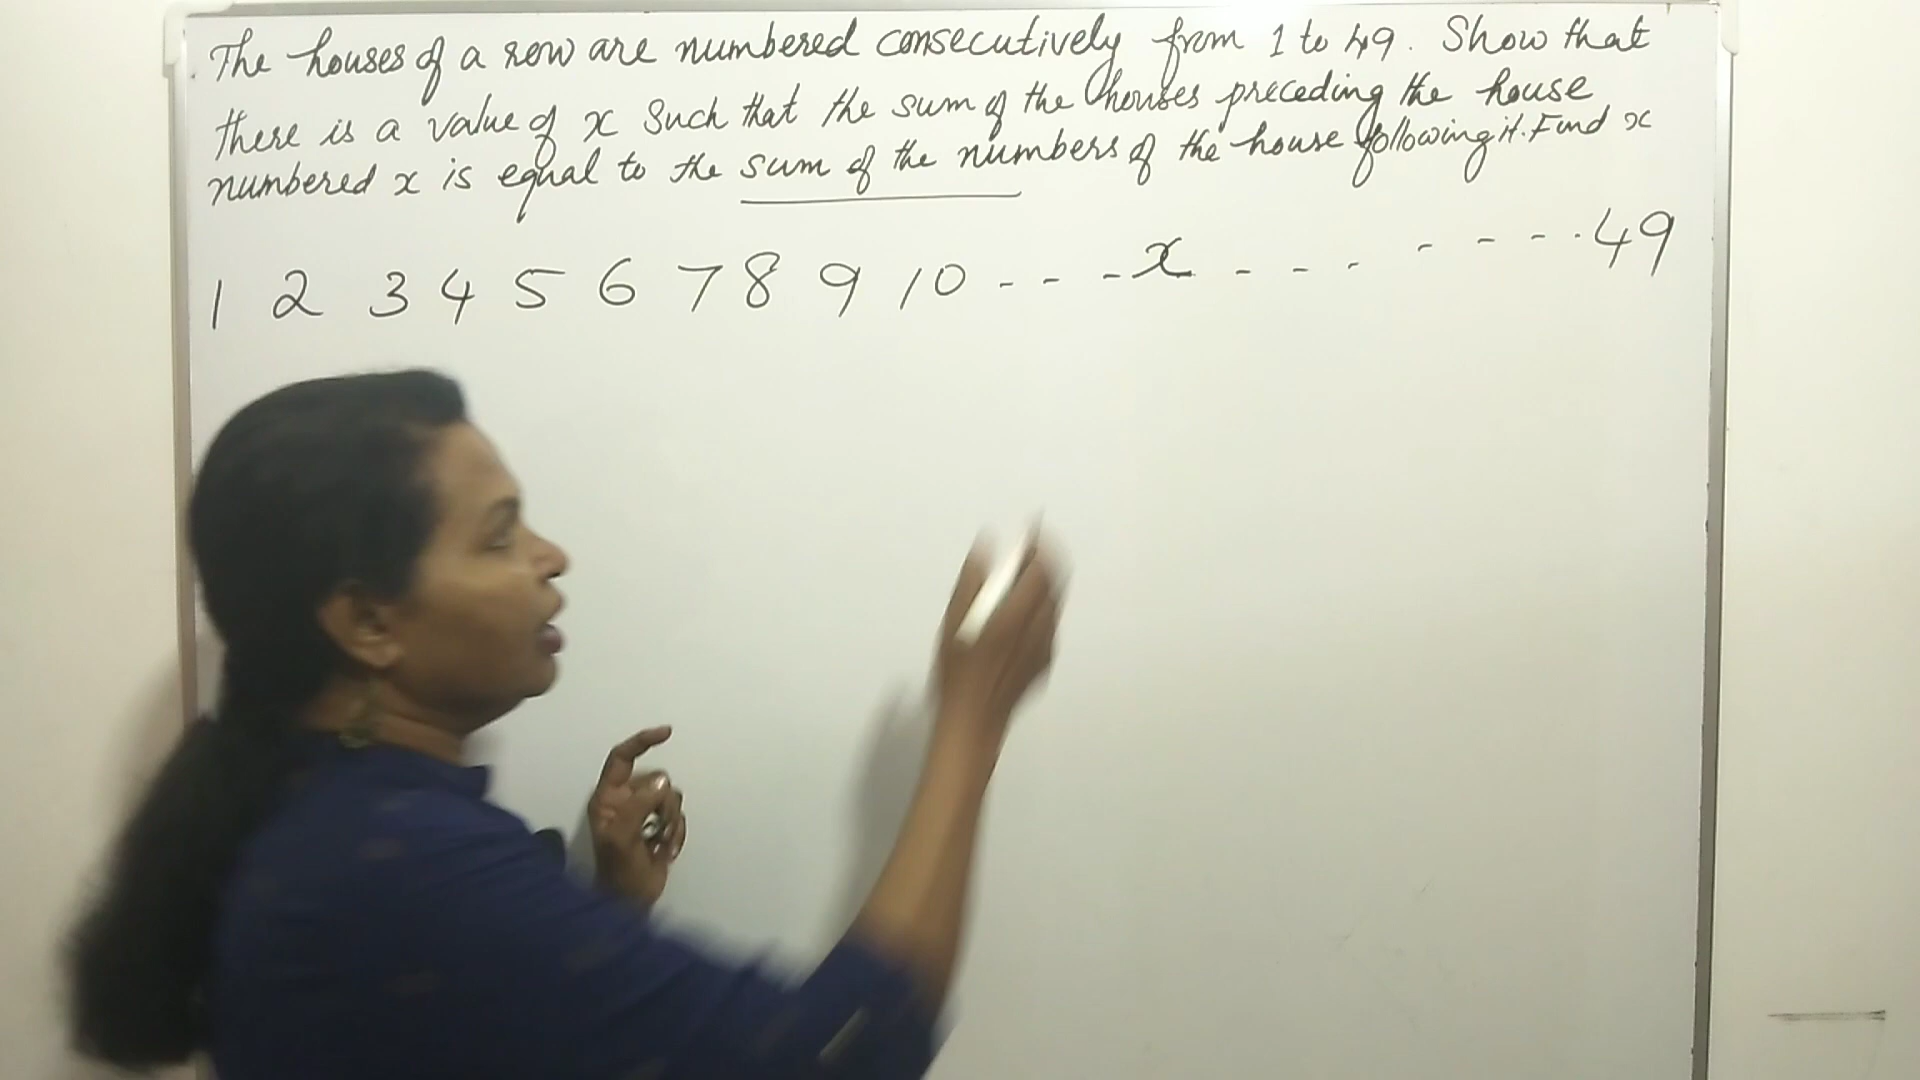 The houses of a row are numbered consecutively from 1 to 49. Show that
there is a value of x such that the sum of the houses preceding the house
numbered x is equal to the sum of the numbers of the house following it. Find x
1 2 3 4 5 6 7 8 9 10 - - - x - - - - - - . 49